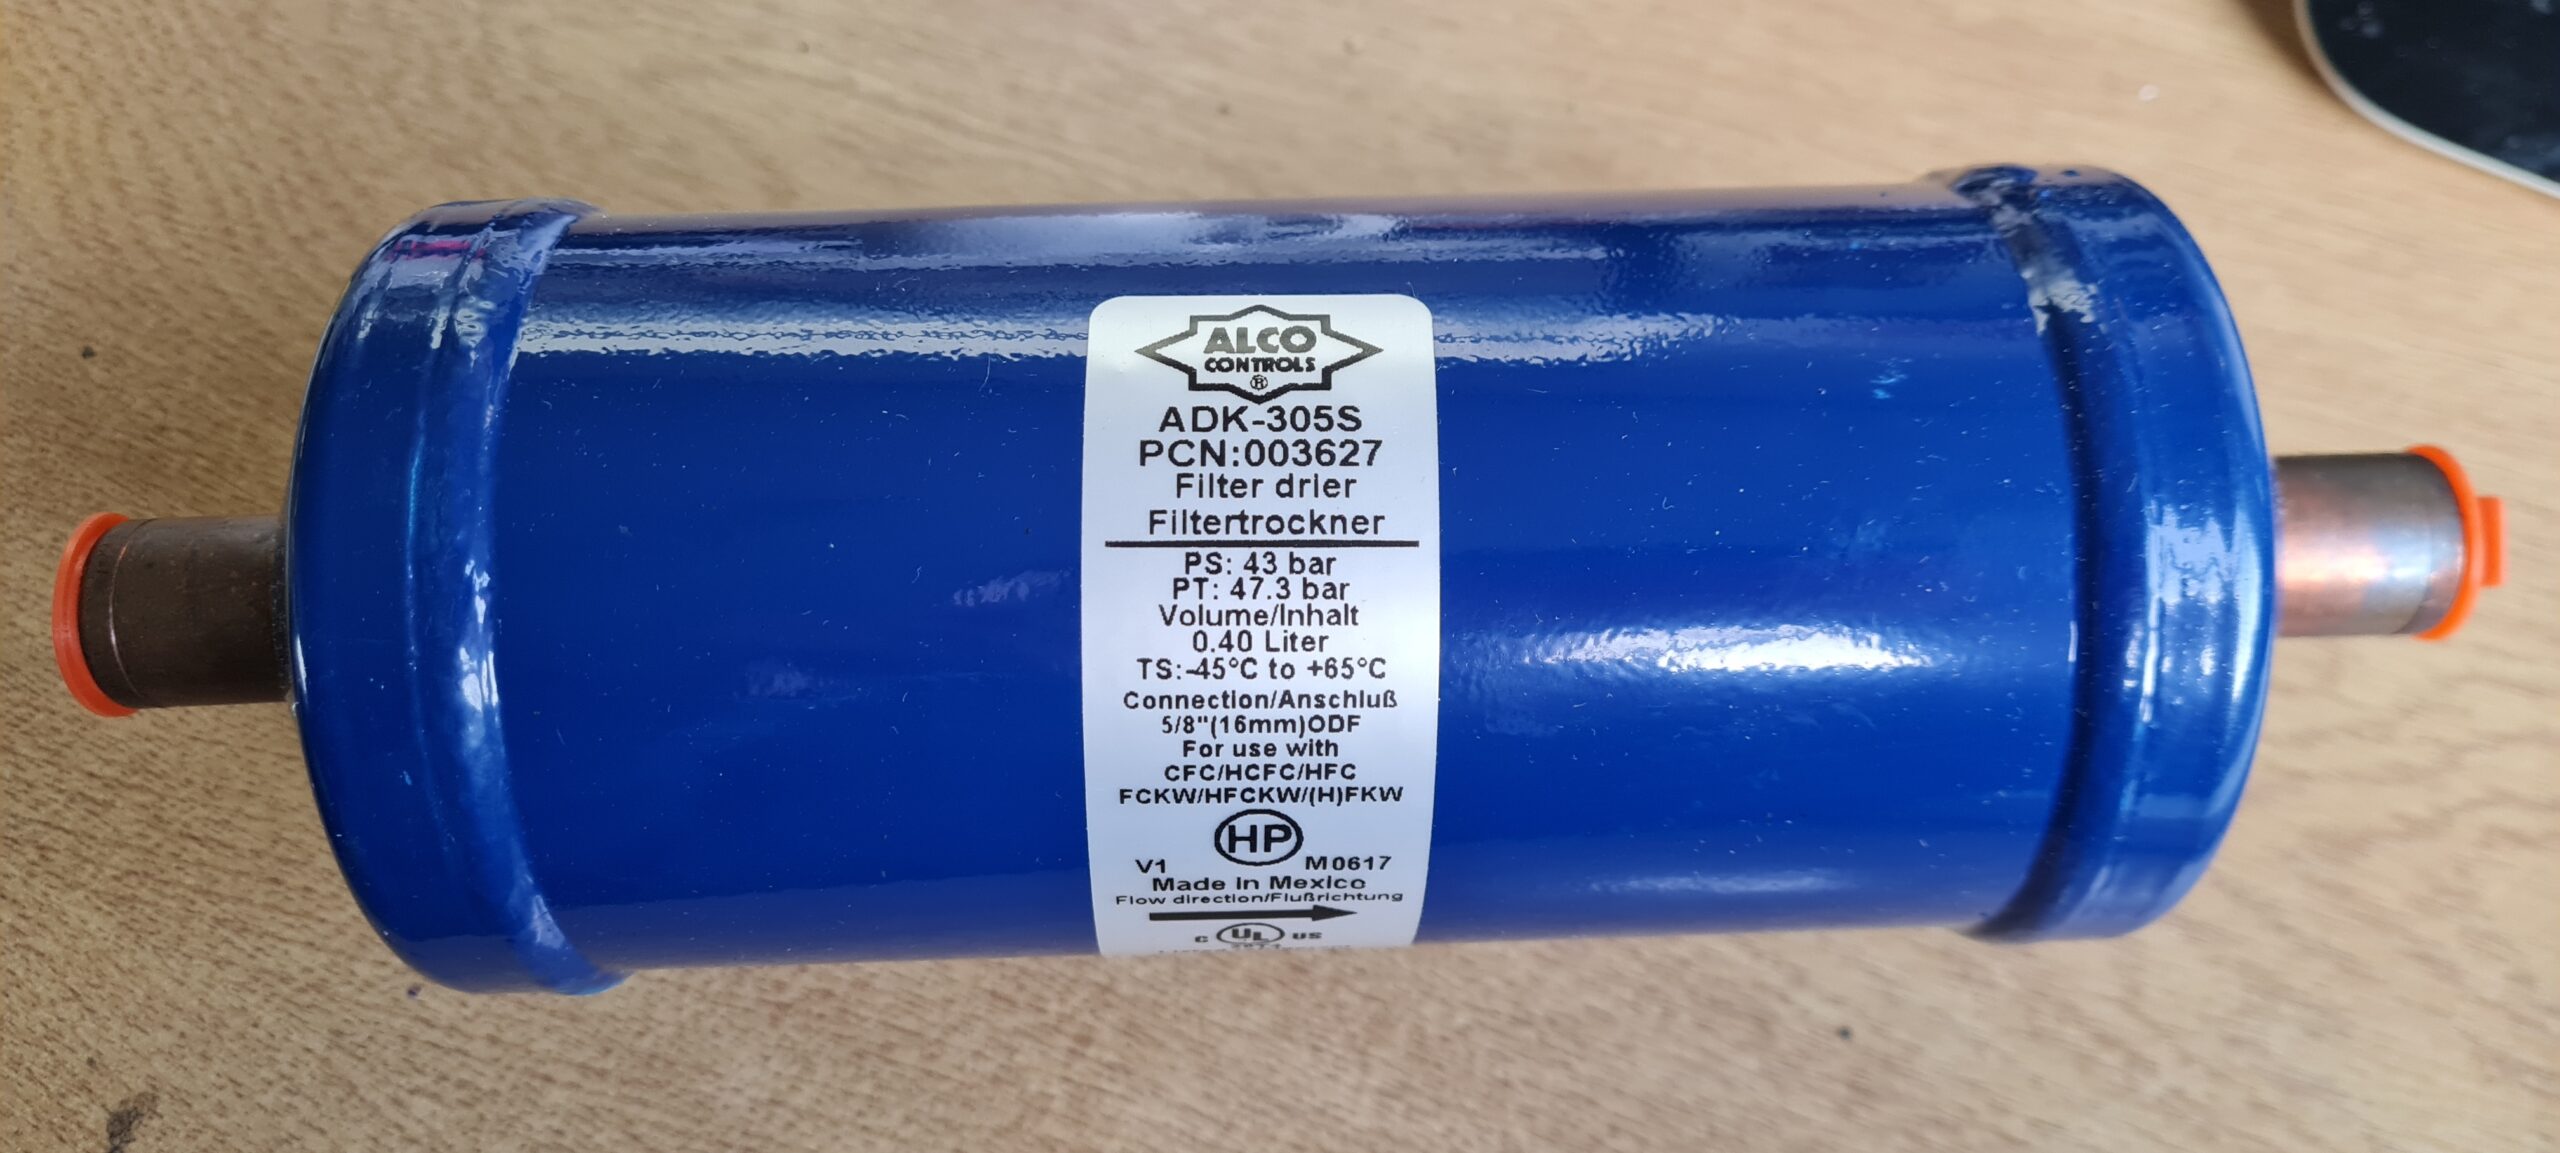 ALCO
CONTROLS
®
ADK-305S
PCN:003627
Filter drier
Filtertrockner
PS: 43 bar
PT: 47.3 bar
Volume/Inhalt
0.40 Liter
TS:-45°C to +65°C
Connection/Anschluß
5/8"(16mm)ODF
For use with
CFC/HCFC/HFC
FCKW/HFCKW/(H)FKW
HP
V1 M0617
Made in Mexico
Flow direction/Flußrichtung
C UL US